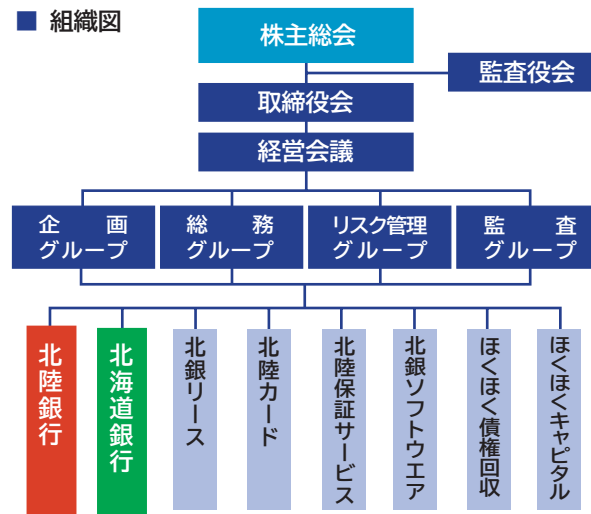 ■ 組織図
株主総会
監査役会
取締役会
経営会議
企画
グループ
総務
グループ
リスク管理
グループ
監査
グループ
北陸銀行
北海道銀行
北銀リース
北陸カード
北陸保証サービス
北銀ソフトウエア
ほくほく債権回収
ほくほくキャピタル